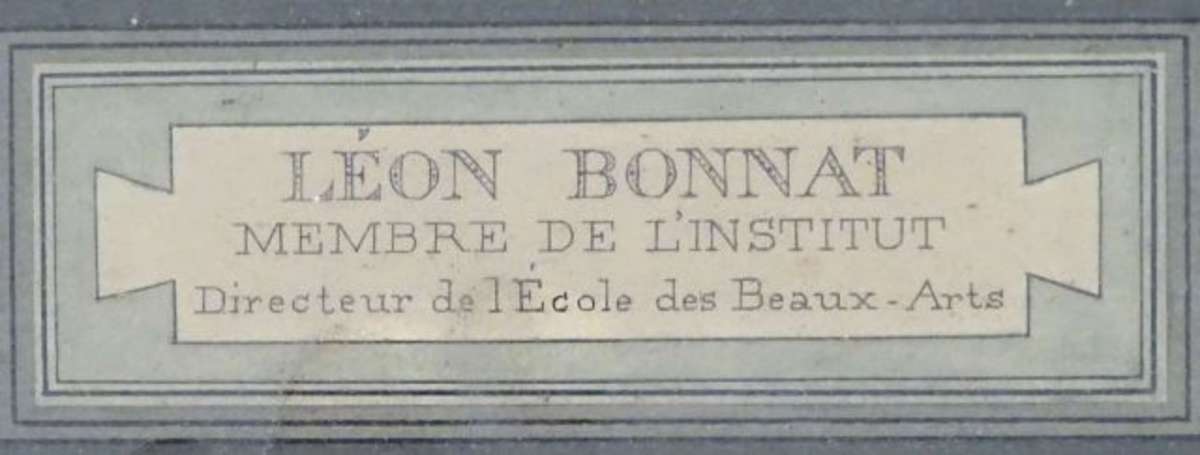 LÉON BONNAT
MEMBRE DE L'INSTITUT
Directeur de l'École des Beaux-Arts